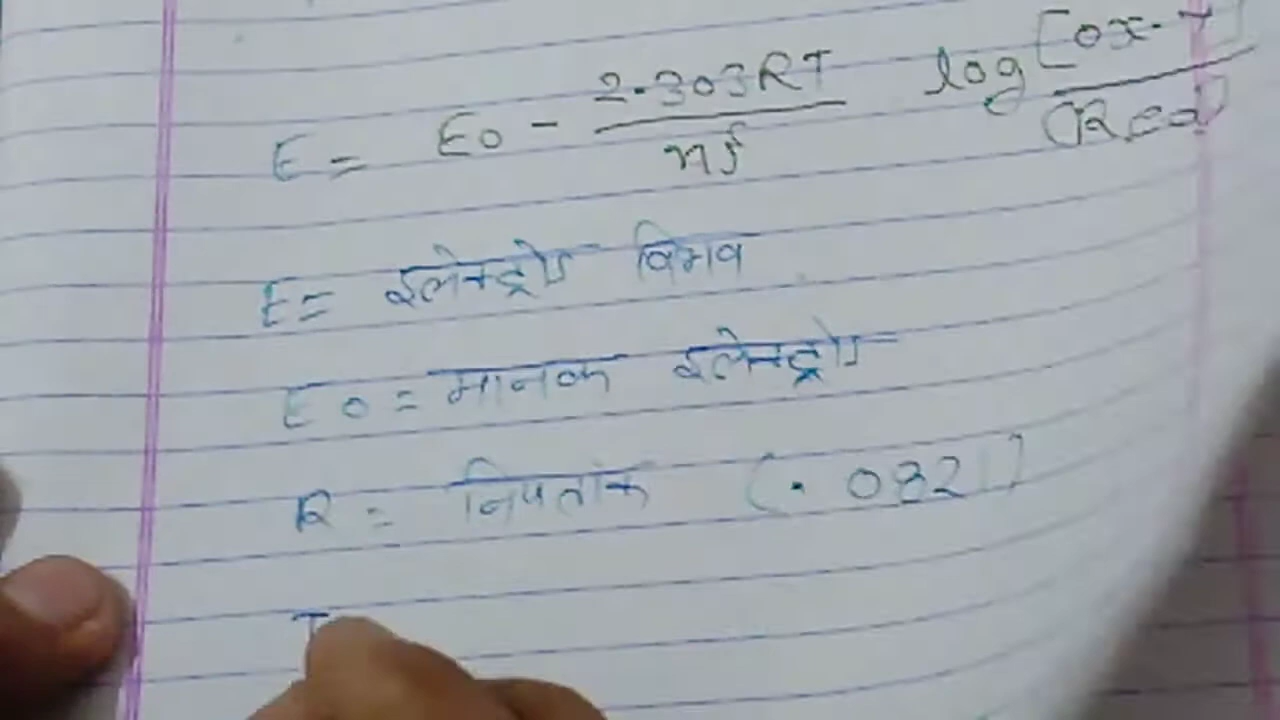 E = E0 - 2.303RT / nf log [ox.] / (Red)
E = इलेक्ट्रोड विभव
E0 = मानक इलेक्ट्रोड
R = नियतांक (.0821)
T